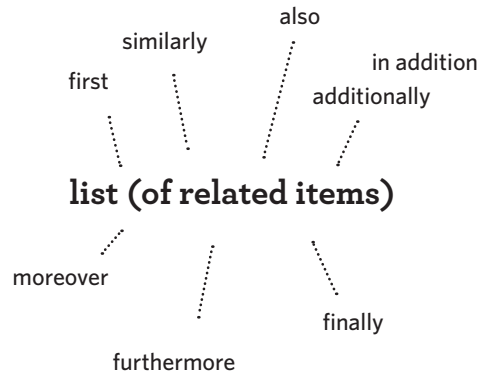 also
similarly
in addition
first
additionally
list (of related items)
moreover
finally
furthermore